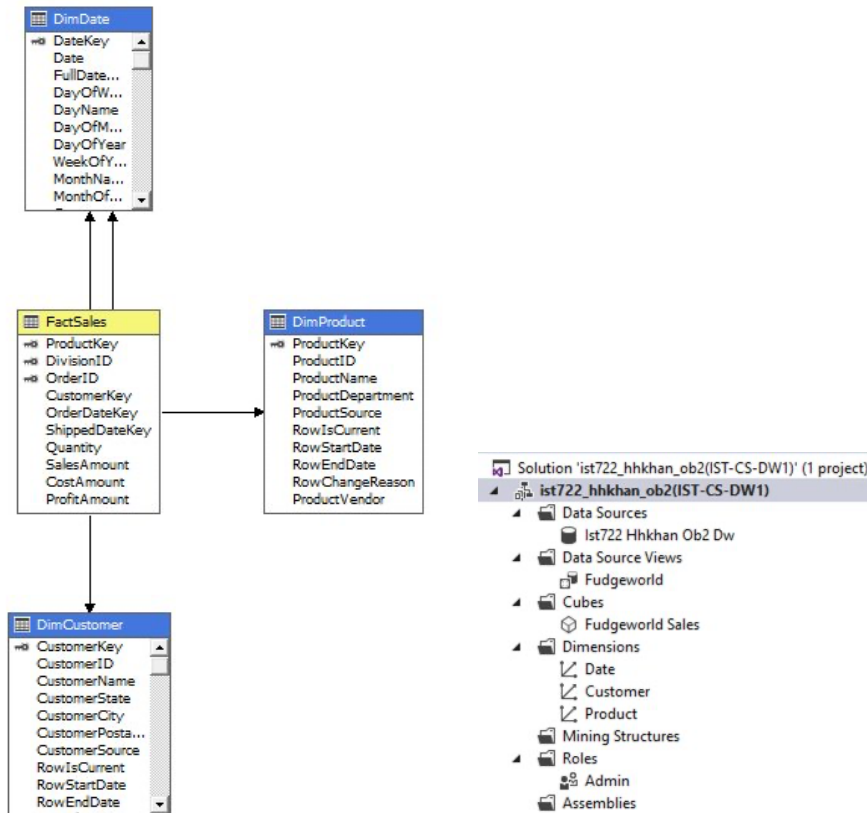 DimDate
DateKey
Date
FullDate...
DayOfW...
DayName
DayOfM...
DayOfYear
WeekOfY...
MonthNa...
MonthOf...
FactSales
ProductKey
DivisionID
OrderID
CustomerKey
OrderDateKey
ShippedDateKey
Quantity
SalesAmount
CostAmount
ProfitAmount
DimProduct
ProductKey
ProductID
ProductName
ProductDepartment
ProductSource
RowIsCurrent
RowStartDate
RowEndDate
RowChangeReason
ProductVendor
DimCustomer
CustomerKey
CustomerID
CustomerName
CustomerState
CustomerCity
CustomerPosta...
CustomerSource
RowIsCurrent
RowStartDate
RowEndDate
Solution 'ist722_hhkhan_ob2(IST-CS-DW1)' (1 project)
ist722_hhkhan_ob2(IST-CS-DW1)
Data Sources
Ist722 Hhkhan Ob2 Dw
Data Source Views
Fudgeworld
Cubes
Fudgeworld Sales
Dimensions
Date
Customer
Product
Mining Structures
Roles
Admin
Assemblies